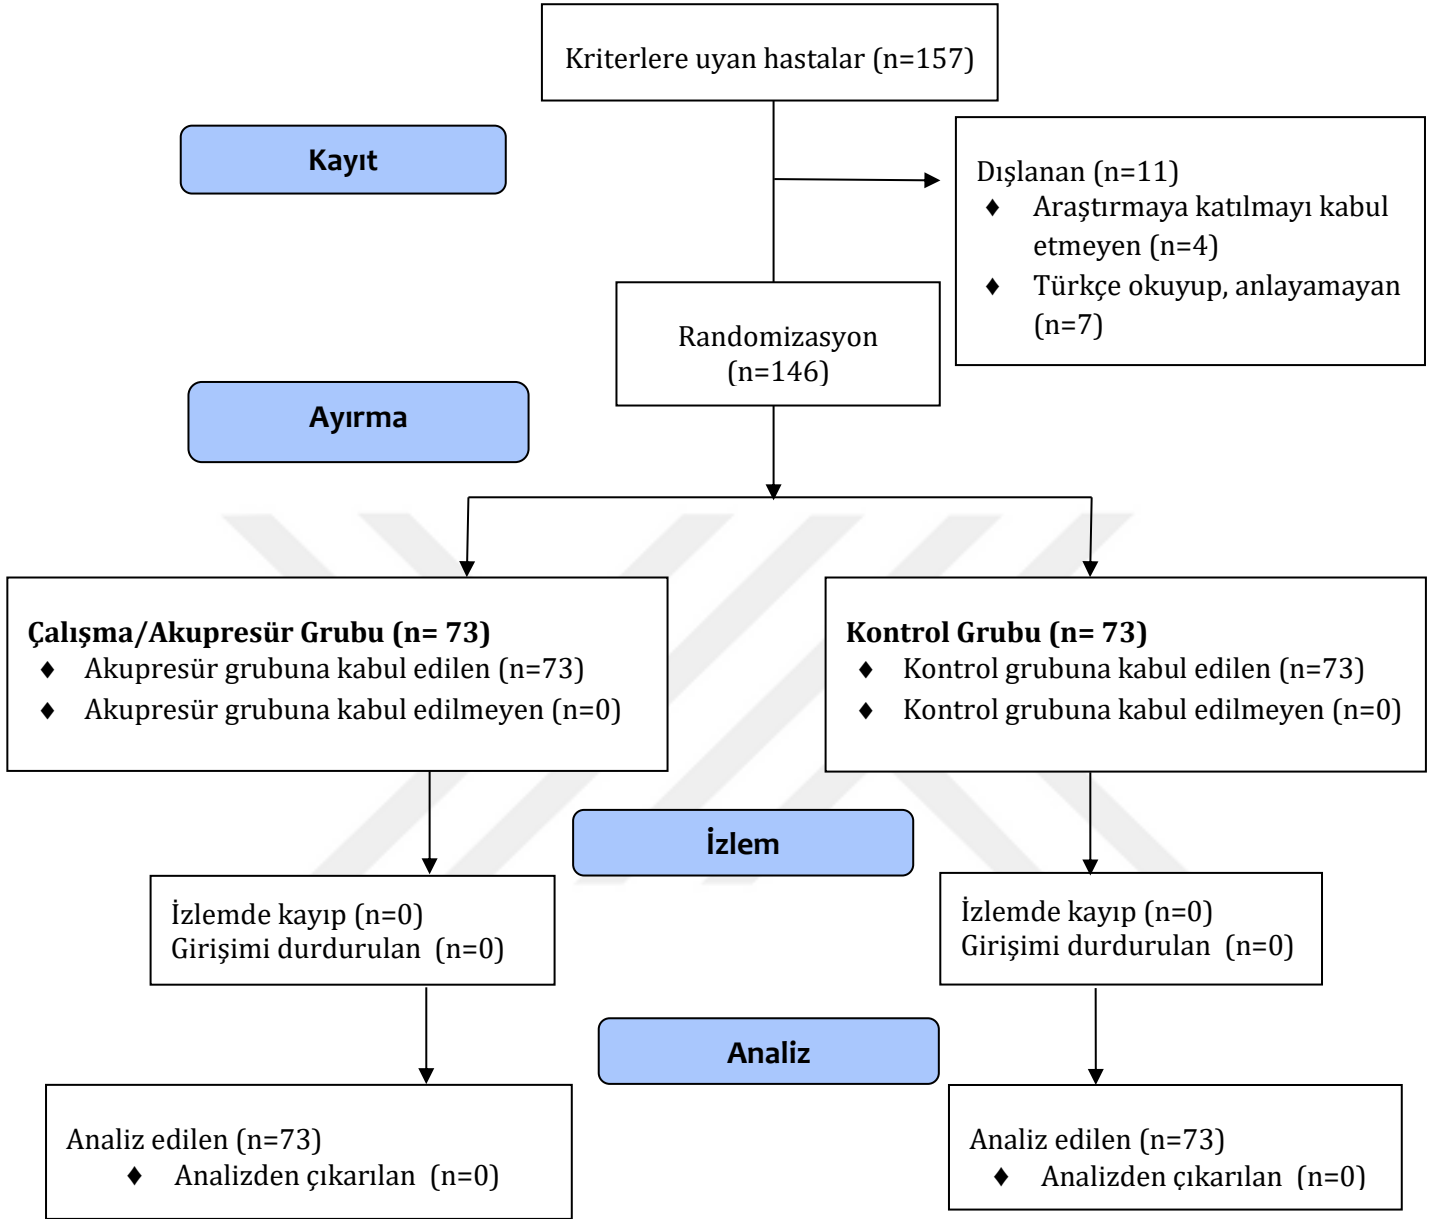 Kriterlere uyan hastalar (n=157)
Kayıt
Dışlanan (n=11)
♦ Araştırmaya katılmayı kabul
etmeyen (n=4)
♦ Türkçe okuyup, anlayamayan
(n=7)
Randomizasyon
(n=146)
Ayırma
Çalışma/Akupresür Grubu (n= 73)
♦ Akupresür grubuna kabul edilen (n=73)
♦ Akupresür grubuna kabul edilmeyen (n=0)
Kontrol Grubu (n= 73)
♦ Kontrol grubuna kabul edilen (n=73)
♦ Kontrol grubuna kabul edilmeyen (n=0)
İzlem
İzlemde kayıp (n=0)
Girişimi durdurulan (n=0)
İzlemde kayıp (n=0)
Girişimi durdurulan (n=0)
Analiz
Analiz edilen (n=73)
♦ Analizden çıkarılan (n=0)
Analiz edilen (n=73)
♦ Analizden çıkarılan (n=0)